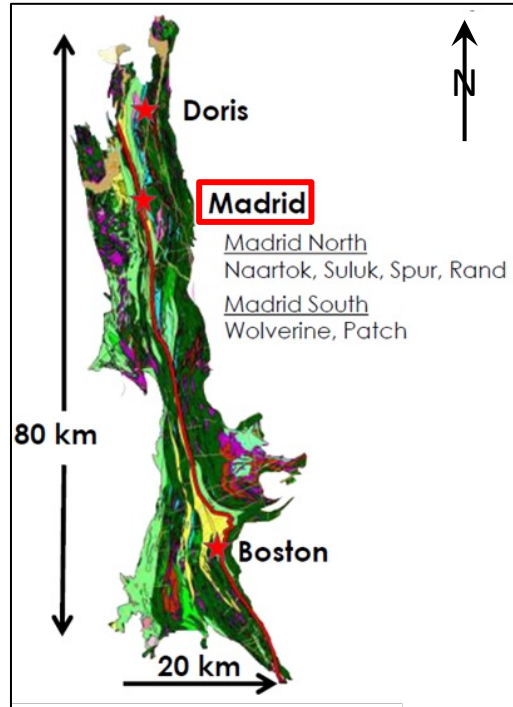 N
Doris
Madrid
Madrid North
Naartok, Suluk, Spur, Rand
Madrid South
Wolverine, Patch
80 km
Boston
20 km